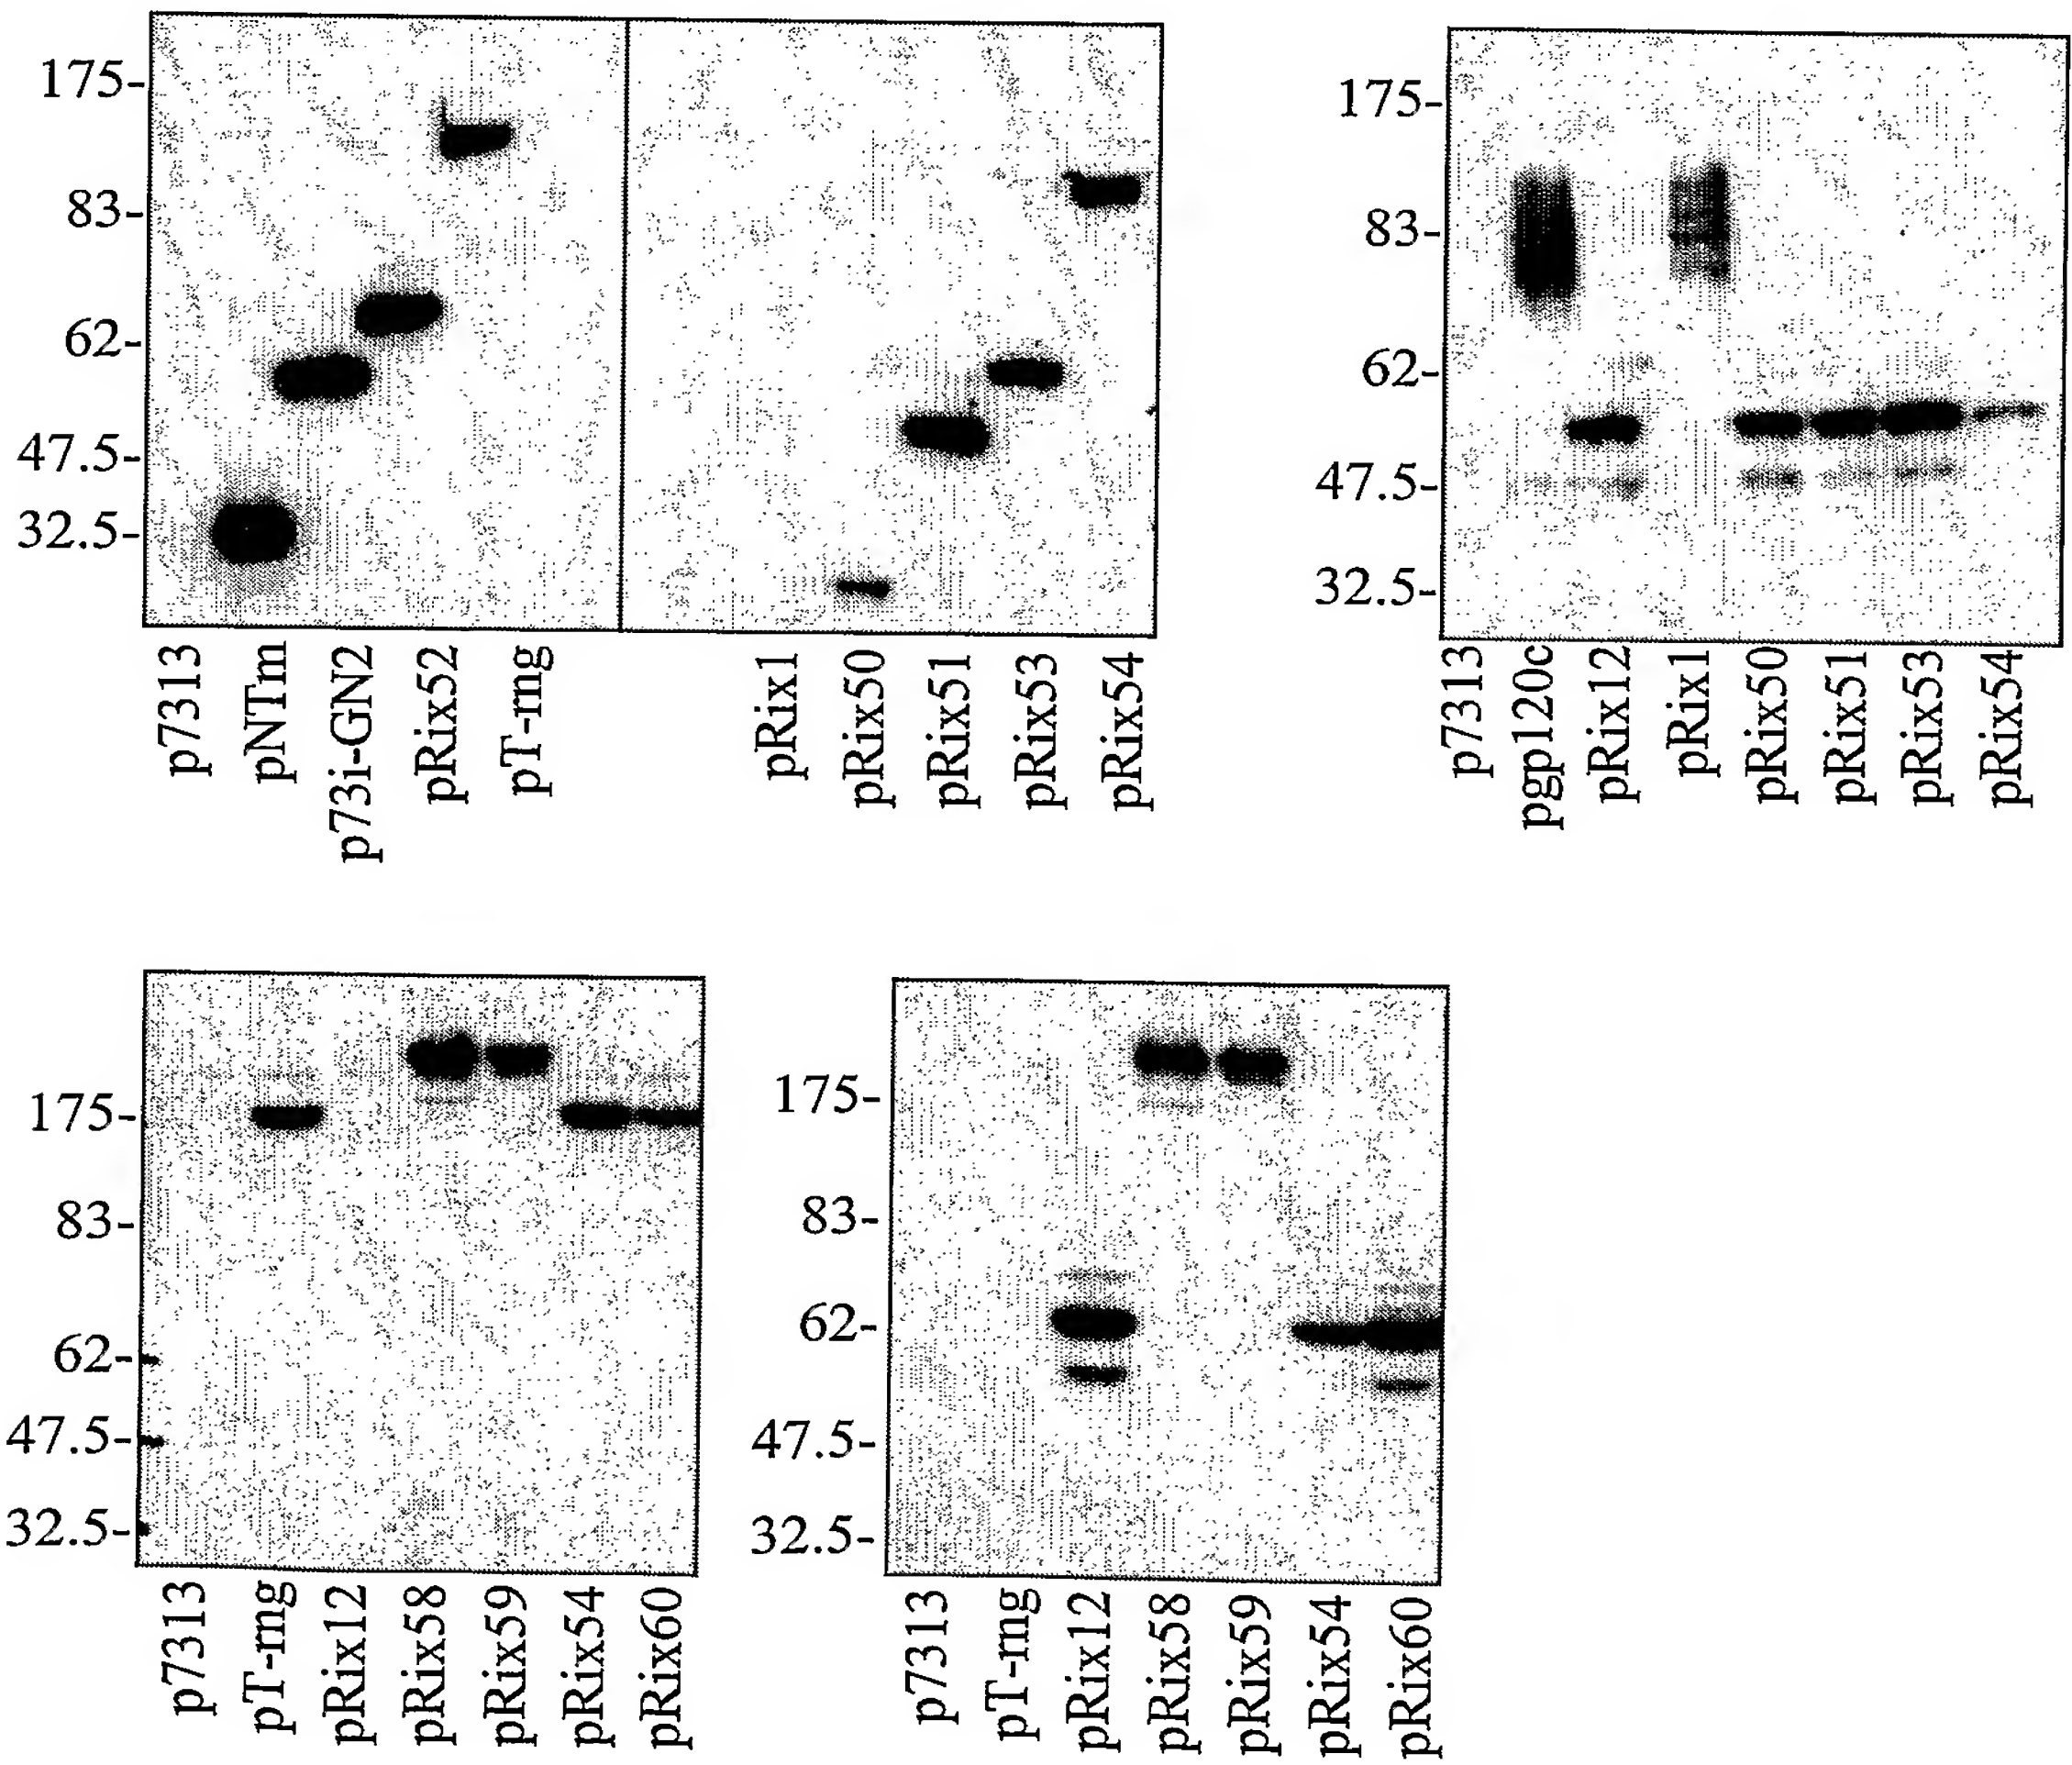 175-
83-
62-
47.5-
32.5-
p7313
pNTm
p73i-GN2
pRix52
pT-rng
pRix1
pRix50
pRix51
pRix53
pRix54
175-
83-
62-
47.5-
32.5-
p7313
pgp120c
pRix12
pRix1
pRix50
pRix51
pRix53
pRix54
175-
83-
62-
47.5-
32.5-
p7313
pT-rng
pRix12
pRix58
pRix59
pRix54
pRix60
175-
83-
62-
47.5-
32.5-
p7313
pT-rng
pRix12
pRix58
pRix59
pRix54
pRix60